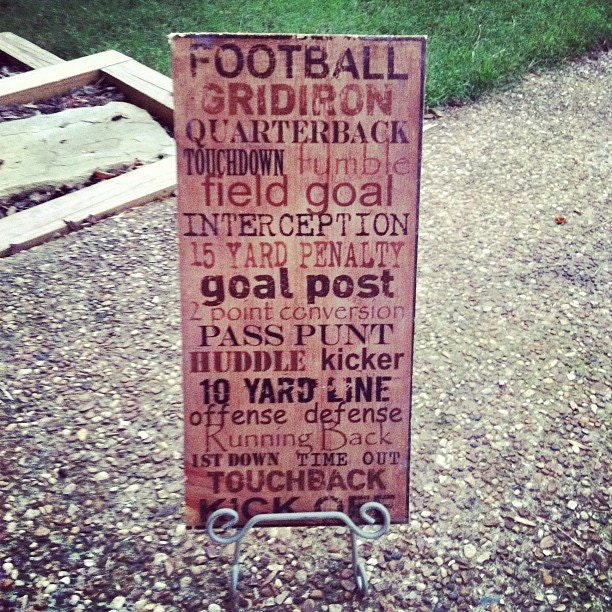 FOOTBALL
GRIDIRON
QUARTERBACK
TOUCHDOWN fumble
field goal
INTERCEPTION
15 YARD PENALTY
goal post
2 point conversion
PASS PUNT
HUDDLE kicker
10 YARD LINE
offense defense
Running Back
1ST DOWN TIME OUT
TOUCHBACK
KICK OFF